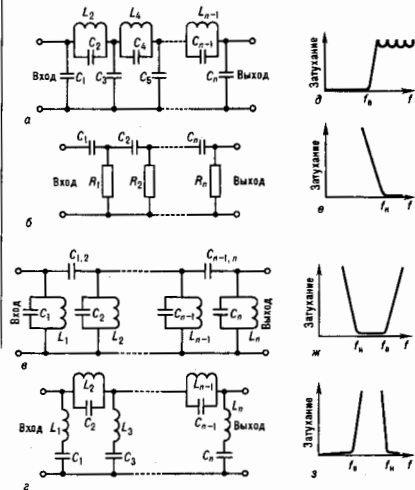 L₂ L₄ Lₙ₋₁
C₂ C₄ Cₙ₋₁
Вход C₁ C₃ C₅ Cₙ Выход
а
Затухание
fв f
д
C₁ C₂ Cₙ
Вход R₁ R₂ Rₙ Выход
б
Затухание
fн f
е
C₁,₂ Cₙ₋₁,ₙ
Вход C₁ C₂ Cₙ₋₁ Cₙ Выход
L₁ L₂ Lₙ₋₁ Lₙ
в
Затухание
fн fв f
ж
L₂ Lₙ₋₁
Вход L₁ C₂ L₃ Cₙ₋₁ Lₙ Выход
C₁ C₃ Cₙ
г
Затухание
fв fн f
з